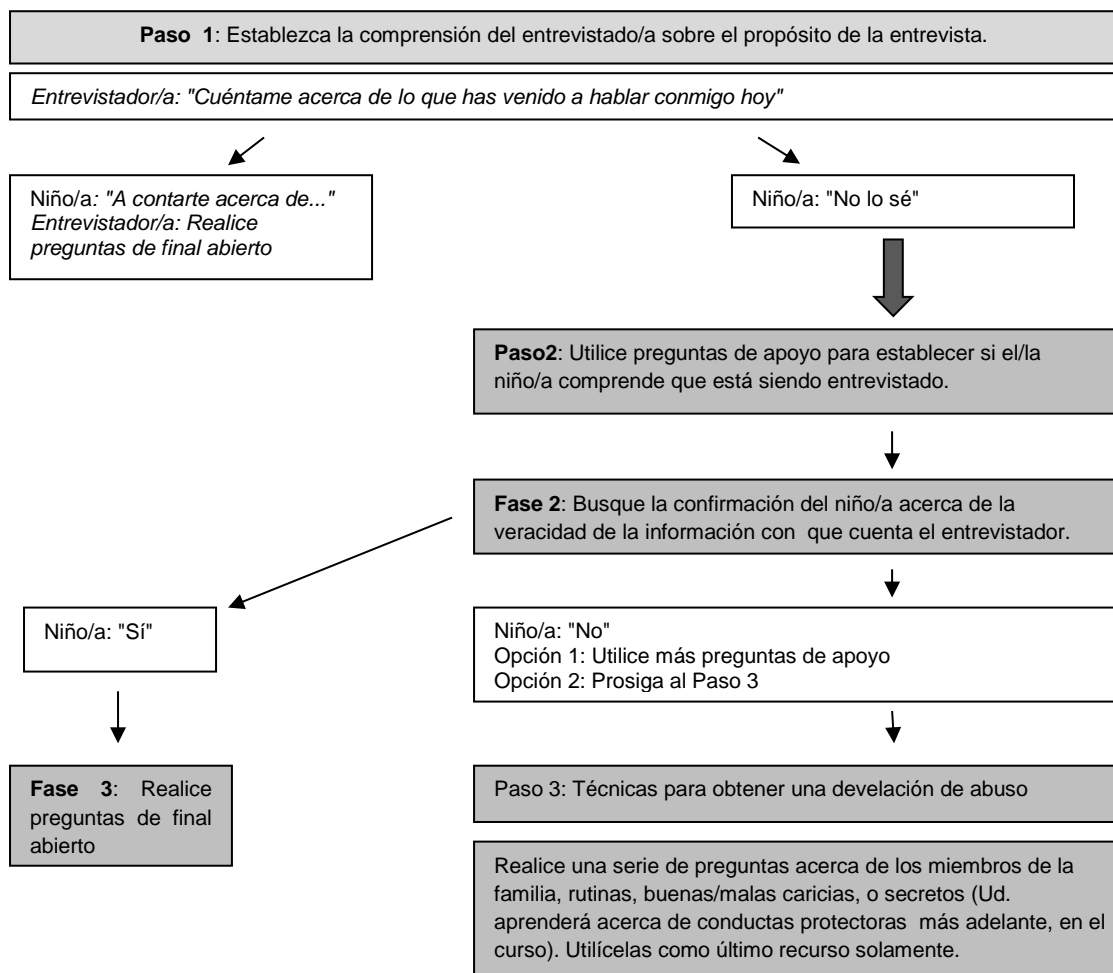 Paso 1: Establezca la comprensión del entrevistado/a sobre el propósito de la entrevista.
Entrevistador/a: "Cuéntame acerca de lo que has venido a hablar conmigo hoy"
Niño/a: "A contarte acerca de..."
Entrevistador/a: Realice
preguntas de final abierto
Niño/a: "No lo sé"
Paso2: Utilice preguntas de apoyo para establecer si el/la
niño/a comprende que está siendo entrevistado.
Fase 2: Busque la confirmación del niño/a acerca de la
veracidad de la información con que cuenta el entrevistador.
Niño/a: "Sí"
Niño/a: "No"
Opción 1: Utilice más preguntas de apoyo
Opción 2: Prosiga al Paso 3
Fase 3: Realice
preguntas de final
abierto
Paso 3: Técnicas para obtener una develación de abuso
Realice una serie de preguntas acerca de los miembros de la
familia, rutinas, buenas/malas caricias, o secretos (Ud.
aprenderá acerca de conductas protectoras más adelante, en el
curso). Utilícelas como último recurso solamente.